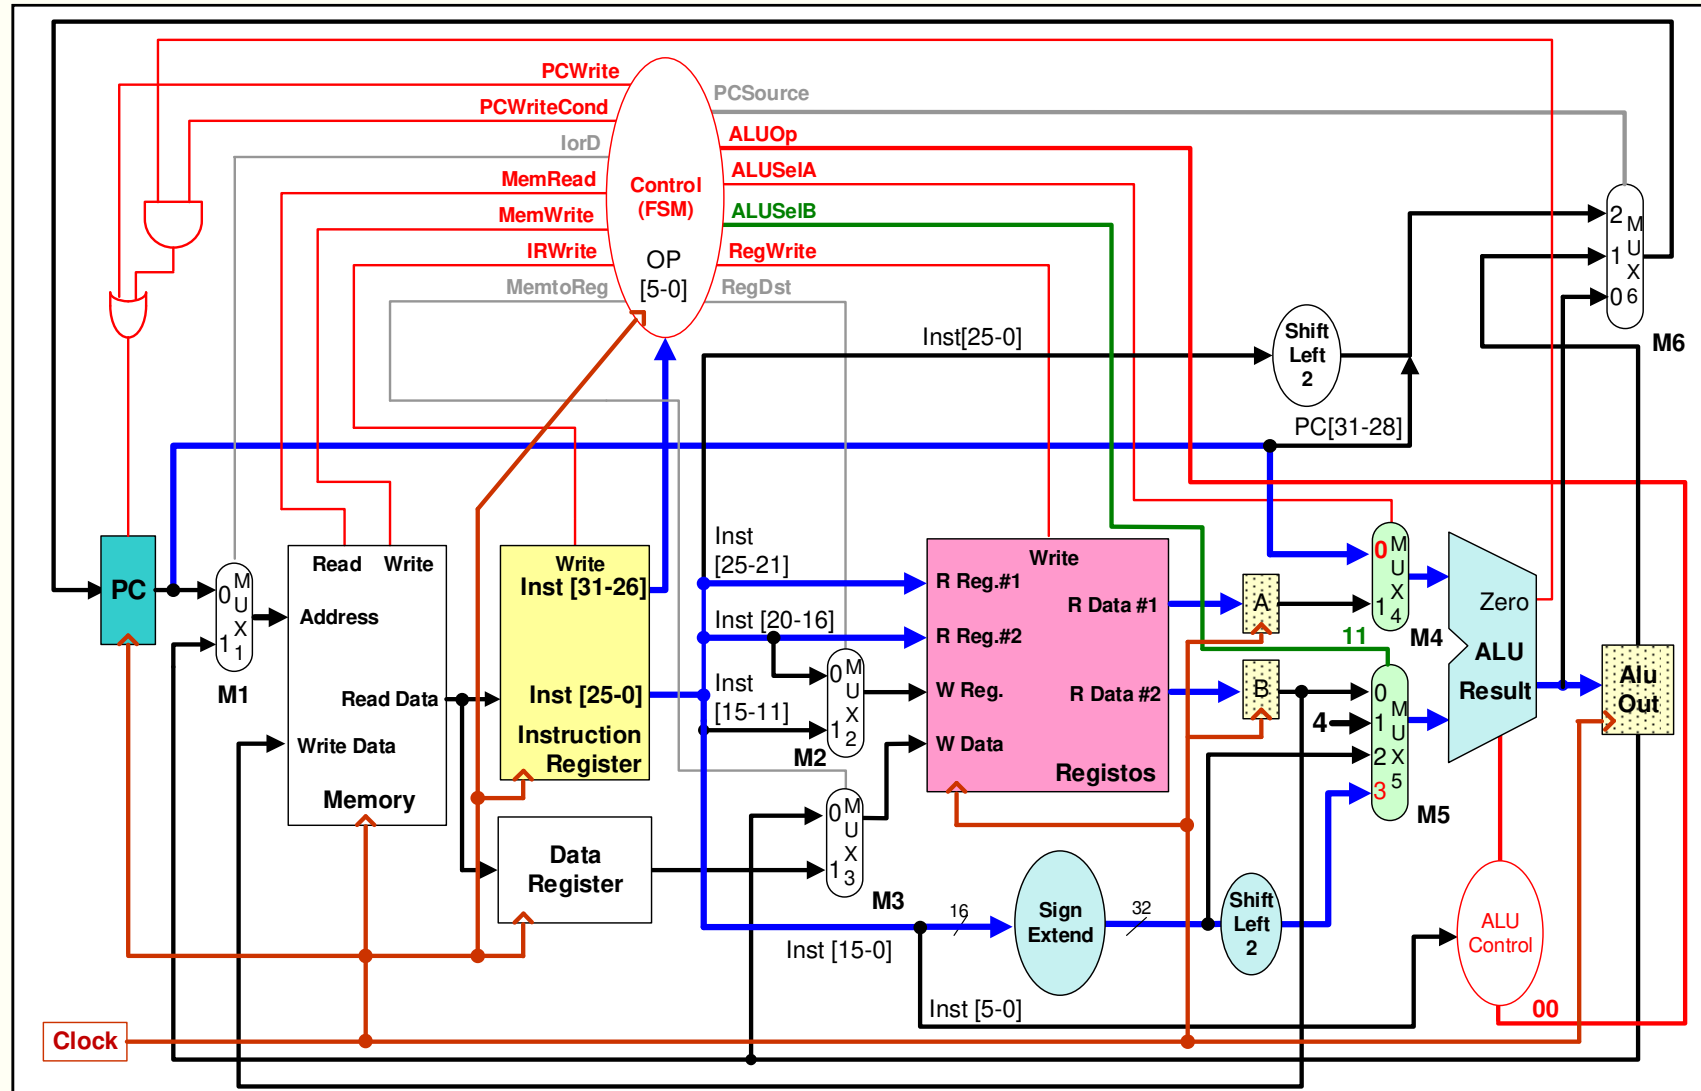 PCWrite
PCWriteCond
IorD
MemRead
MemWrite
IRWrite
MemtoReg
Control
(FSM)
OP
[5-0]
PCSource
ALUOp
ALUSelA
ALUSelB
RegWrite
RegDst
Inst[25-0]
Shift
Left
2
PC[31-28]
2
1
0
M
U
X
6
M6
PC
0
1
M
U
X
1
M1
Read
Write
Address
Read Data
Write Data
Memory
Write
Inst [31-26]
Inst [25-0]
Instruction
Register
Data
Register
Inst
[25-21]
Inst [20-16]
Inst
[15-11]
0
1
M
U
X
2
M2
0
1
M
U
X
3
M3
Write
R Reg.#1
R Reg.#2
W Reg.
W Data
R Data #1
R Data #2
Registos
A
B
0
1
M
U
X
4
M4
11
4
0
1
2
3
M
U
X
5
M5
Zero
ALU
Result
Alu
Out
Inst [15-0]
16
Sign
Extend
32
Shift
Left
2
ALU
Control
Inst [5-0]
00
Clock